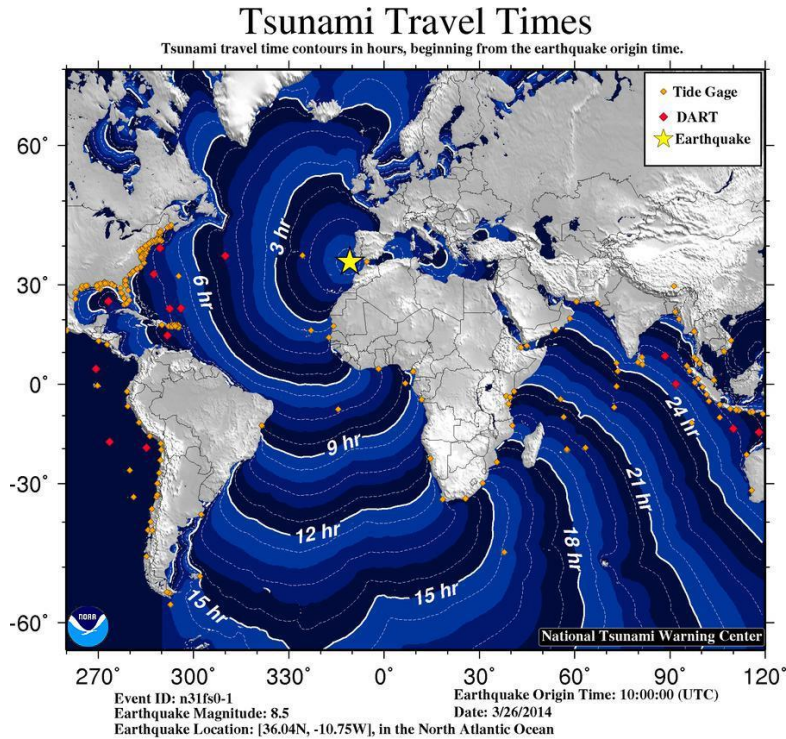 Tsunami Travel Times
Tsunami travel time contours in hours, beginning from the earthquake origin time.
Tide Gage
DART
Earthquake
60°
30°
0°
-30°
-60°
3 hr
6 hr
9 hr
12 hr
15 hr
15 hr
18 hr
21 hr
24 hr
NOAA
National Tsunami Warning Center
270° 300° 330° 0° 30° 60° 90° 120°
Event ID: n31fs0-1
Earthquake Magnitude: 8.5
Earthquake Location: [36.04N, -10.75W], in the North Atlantic Ocean
Earthquake Origin Time: 10:00:00 (UTC)
Date: 3/26/2014